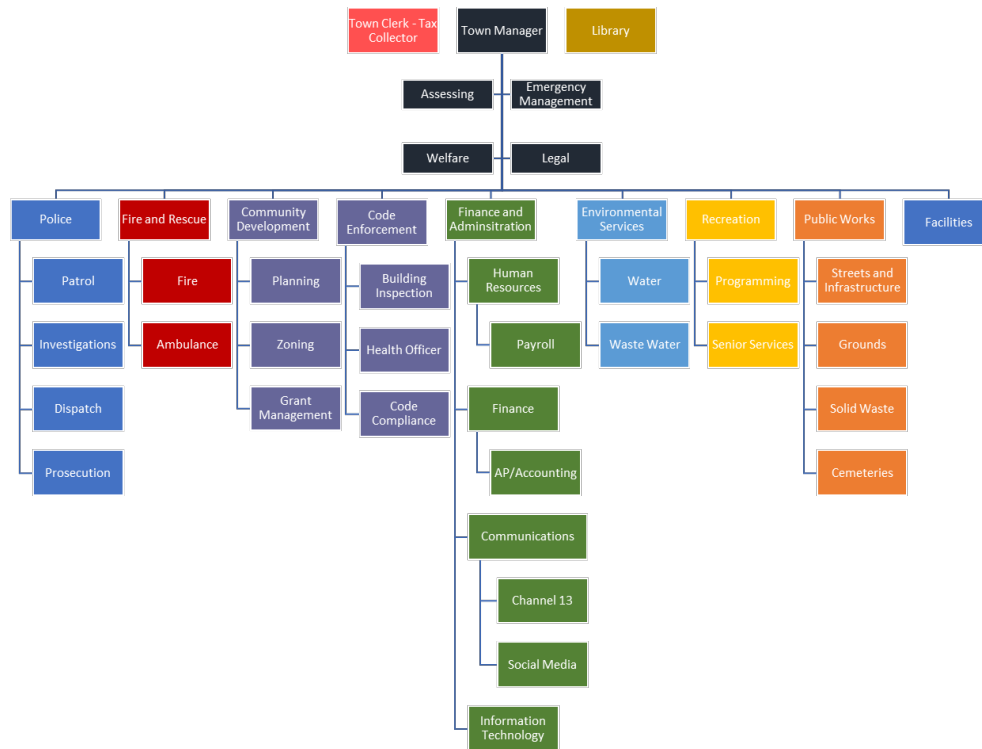 Town Clerk - Tax
Collector
Town Manager
Library
Assessing
Emergency
Management
Welfare
Legal
Police
Fire and Rescue
Community
Development
Code
Enforcement
Finance and
Adminsitration
Environmental
Services
Recreation
Public Works
Facilities
Patrol
Investigations
Dispatch
Prosecution
Fire
Ambulance
Planning
Zoning
Grant
Management
Building
Inspection
Health Officer
Code
Compliance
Human
Resources
Payroll
Finance
AP/Accounting
Communications
Channel 13
Social Media
Information
Technology
Water
Waste Water
Programming
Senior Services
Streets and
Infrastructure
Grounds
Solid Waste
Cemeteries